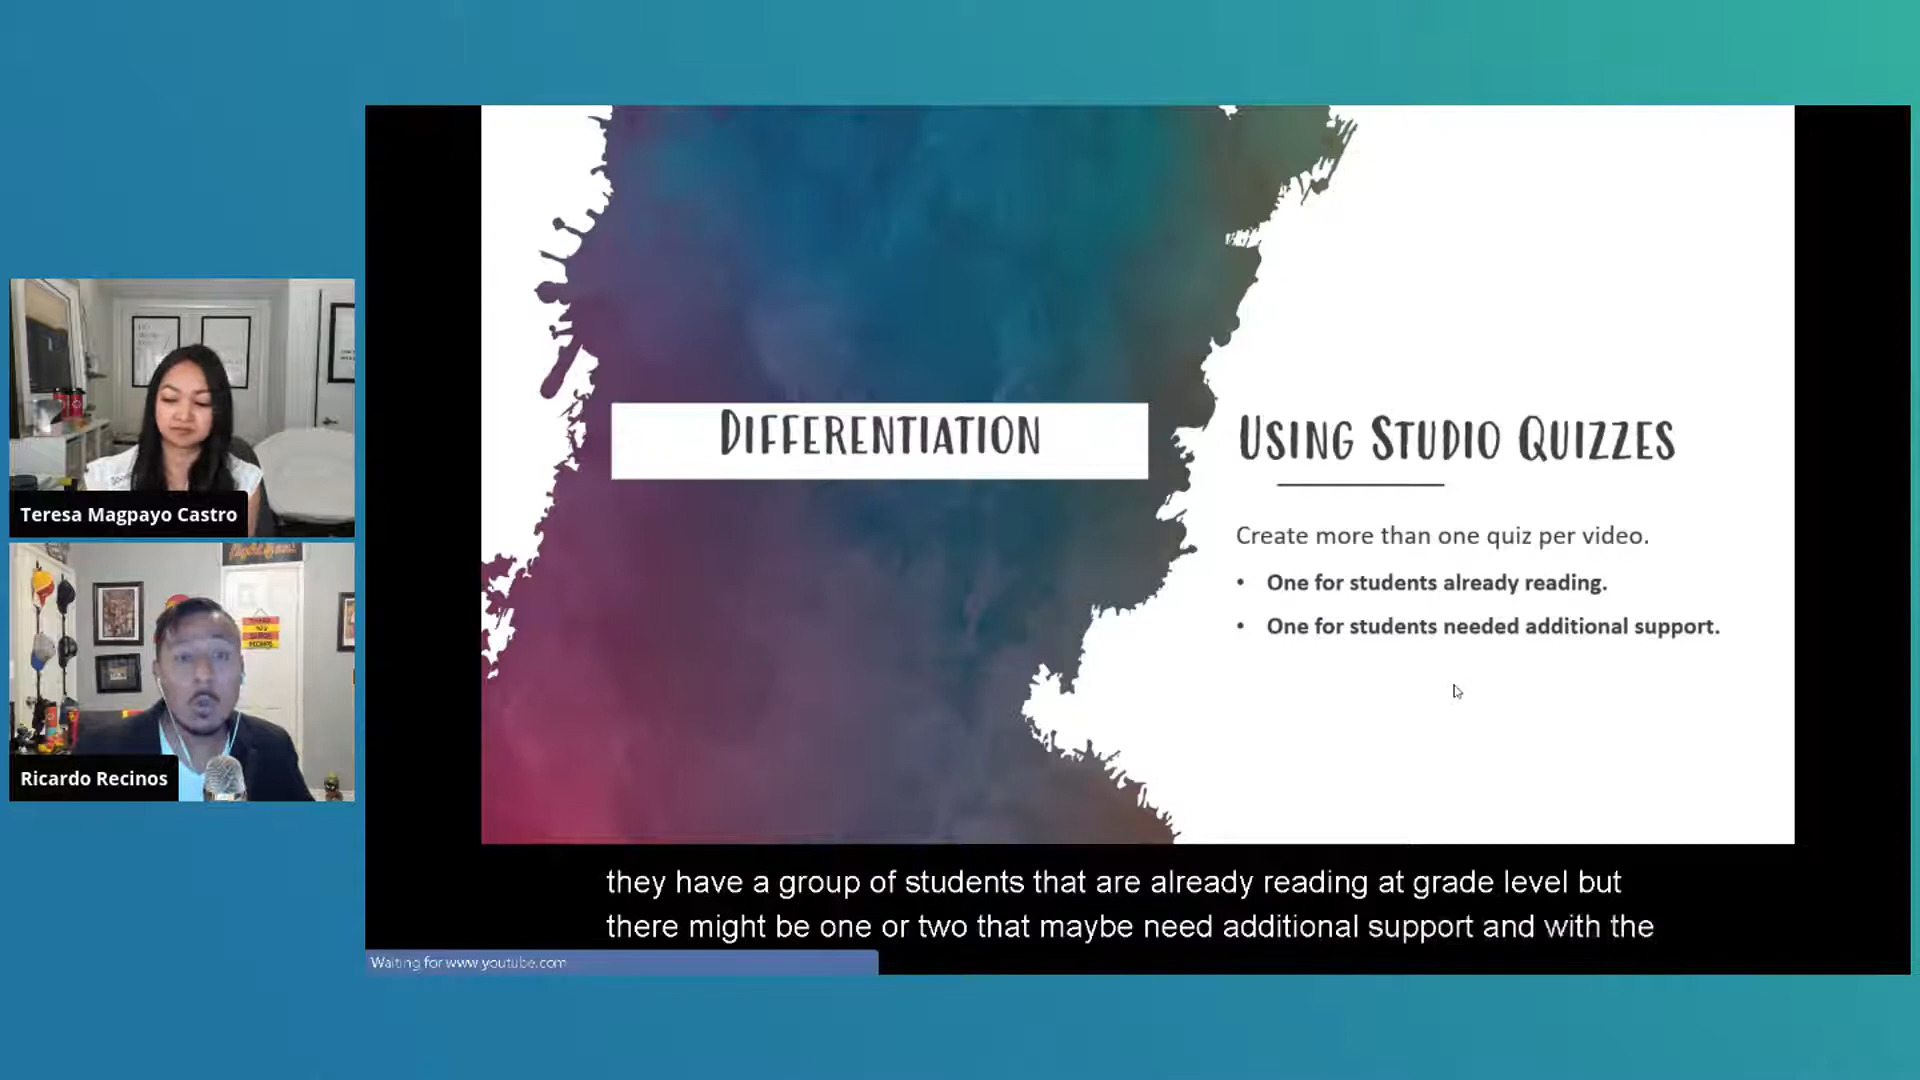 Teresa Magpayo Castro
Ricardo Recinos
DIFFERENTIATION
USING STUDIO QUIZZES
Create more than one quiz per video.
• One for students already reading.
• One for students needed additional support.
they have a group of students that are already reading at grade level but
there might be one or two that maybe need additional support and with the
Waiting for www.youtube.com